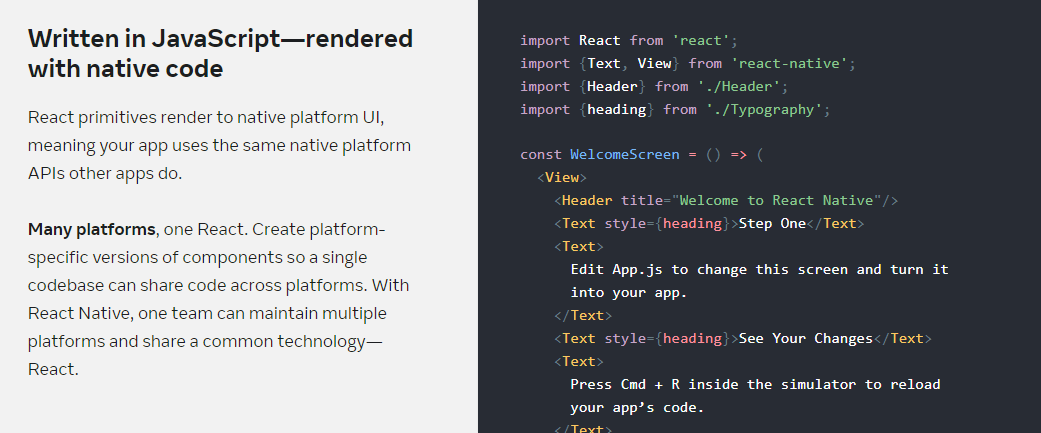 Written in JavaScript—rendered
with native code
React primitives render to native platform UI,
meaning your app uses the same native platform
APIs other apps do.
Many platforms, one React. Create platform-
specific versions of components so a single
codebase can share code across platforms. With
React Native, one team can maintain multiple
platforms and share a common technology—
React.
import React from 'react';
import {Text, View} from 'react-native';
import {Header} from './Header';
import {heading} from './Typography';
const WelcomeScreen = () => (
<View>
<Header title="Welcome to React Native"/>
<Text style={heading}>Step One</Text>
<Text>
Edit App.js to change this screen and turn it
into your app.
</Text>
<Text style={heading}>See Your Changes</Text>
<Text>
Press Cmd + R inside the simulator to reload
your app’s code.
</Text>